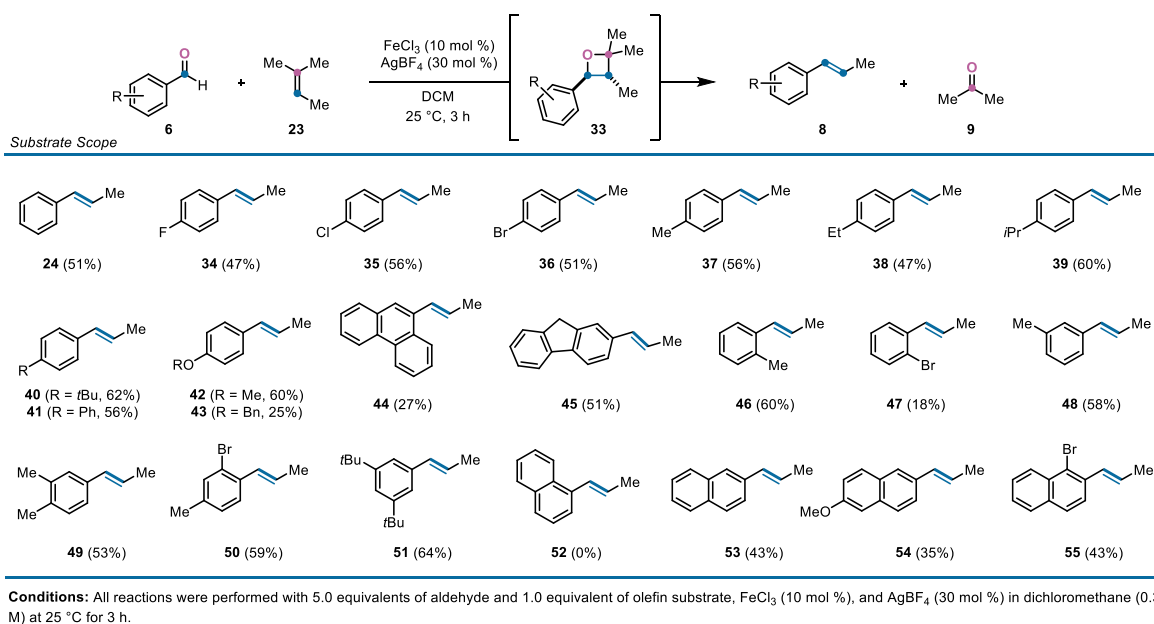 O
H
R
6
+
Me
Me
Me
23
FeCl3 (10 mol %)
AgBF4 (30 mol %)
DCM
25 °C, 3 h
Me
O
Me
R
Me
33
R
Me
8
+
O
Me
Me
9
Substrate Scope
Me
24 (51%)
Me
F
34 (47%)
Me
Cl
35 (56%)
Me
Br
36 (51%)
Me
Me
37 (56%)
Me
Et
38 (47%)
Me
iPr
39 (60%)
Me
R
40 (R = tBu, 62%)
41 (R = Ph, 56%)
Me
RO
42 (R = Me, 60%)
43 (R = Bn, 25%)
Me
44 (27%)
Me
45 (51%)
Me
Me
46 (60%)
Me
Br
47 (18%)
Me
Me
48 (58%)
Me
Me
Me
49 (53%)
Br
Me
Me
50 (59%)
tBu
Me
tBu
51 (64%)
Me
52 (0%)
Me
53 (43%)
Me
MeO
54 (35%)
Br
Me
55 (43%)
Conditions: All reactions were performed with 5.0 equivalents of aldehyde and 1.0 equivalent of olefin substrate, FeCl3 (10 mol %), and AgBF4 (30 mol %) in dichloromethane
M) at 25 °C for 3 h.